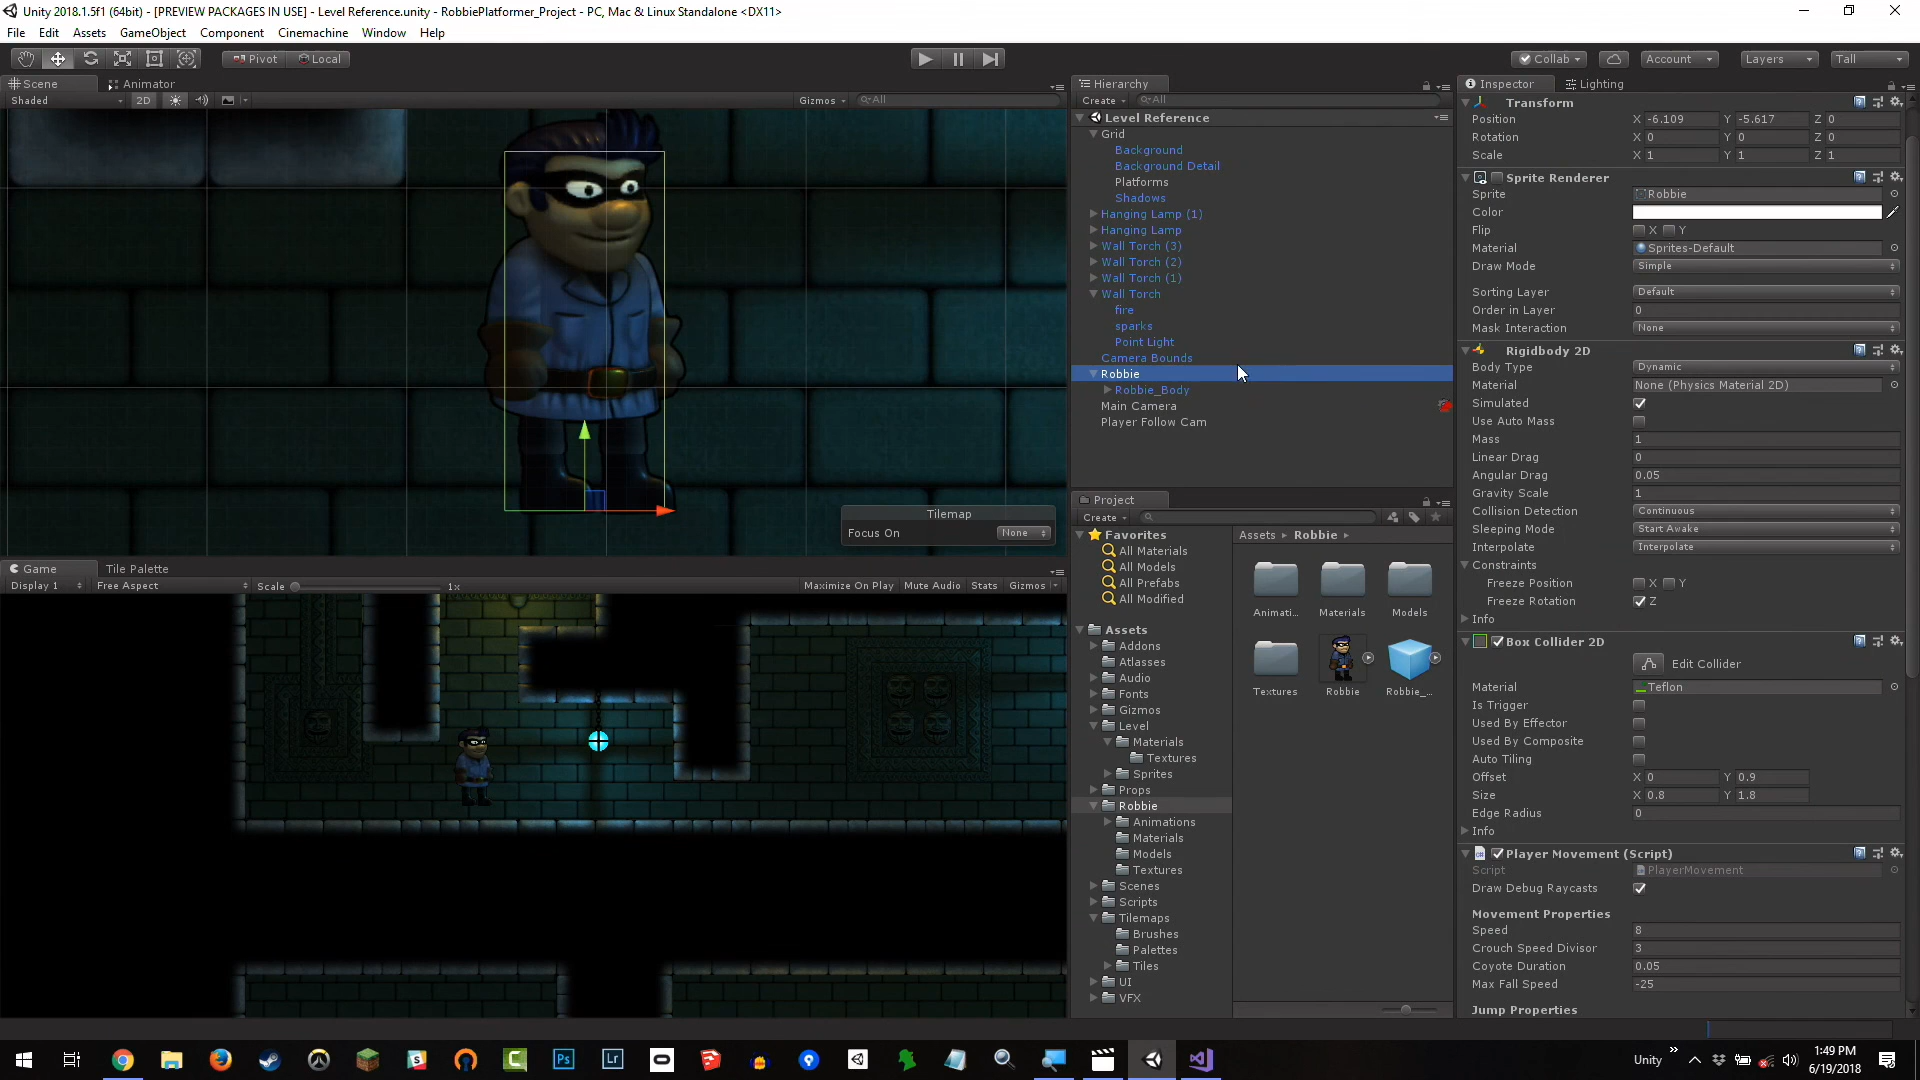 Unity 2018.1.5f1 (64bit) - [PREVIEW PACKAGES IN USE] - Level Reference.unity - RobbiePlatformer_Project - PC, Mac & Linux Standalone <DX11>
File Edit Assets GameObject Component Cinemachine Window Help
Pivot Local
Collab
Account
Layers
Tall
Scene
Animator
Shaded
2D
Gizmos
All
Tilemap
Focus On None
Game
Tile Palette
Display 1
Free Aspect
Scale
1x
Maximize On Play
Mute Audio
Stats
Gizmos
Hierarchy
Create
All
Level Reference
Grid
Background
Background Detail
Platforms
Shadows
Hanging Lamp (1)
Hanging Lamp
Wall Torch (3)
Wall Torch (2)
Wall Torch (1)
Wall Torch
fire
sparks
Point Light
Camera Bounds
Robbie
Robbie_Body
Main Camera
Player Follow Cam
Project
Create
Favorites
All Materials
All Models
All Prefabs
All Modified
Assets
Addons
Atlasses
Audio
Fonts
Gizmos
Level
Materials
Textures
Sprites
Props
Robbie
Animations
Materials
Models
Textures
Scenes
Scripts
Tilemaps
Brushes
Palettes
Tiles
UI
VFX
Assets Robbie
Animati...
Materials
Models
Textures
Robbie
Robbie_...
Inspector
Lighting
Transform
Position X -6.109 Y -5.617 Z 0
Rotation X 0 Y 0 Z 0
Scale X 1 Y 1 Z 1
Sprite Renderer
Sprite Robbie
Color
Flip X Y
Material Sprites-Default
Draw Mode Simple
Sorting Layer Default
Order in Layer 0
Mask Interaction None
Rigidbody 2D
Body Type Dynamic
Material None (Physics Material 2D)
Simulated
Use Auto Mass
Mass 1
Linear Drag 0
Angular Drag 0.05
Gravity Scale 1
Collision Detection Continuous
Sleeping Mode Start Awake
Interpolate Interpolate
Constraints
Freeze Position X Y
Freeze Rotation Z
Info
Box Collider 2D
Edit Collider
Material Teflon
Is Trigger
Used By Effector
Used By Composite
Auto Tiling
Offset X 0 Y 0.9
Size X 0.8 Y 1.8
Edge Radius 0
Info
Player Movement (Script)
Script PlayerMovement
Draw Debug Raycasts
Movement Properties
Speed 8
Crouch Speed Divisor 3
Coyote Duration 0.05
Max Fall Speed -25
Jump Properties
Ps
Lr
Unity
1:49 PM
6/19/2018